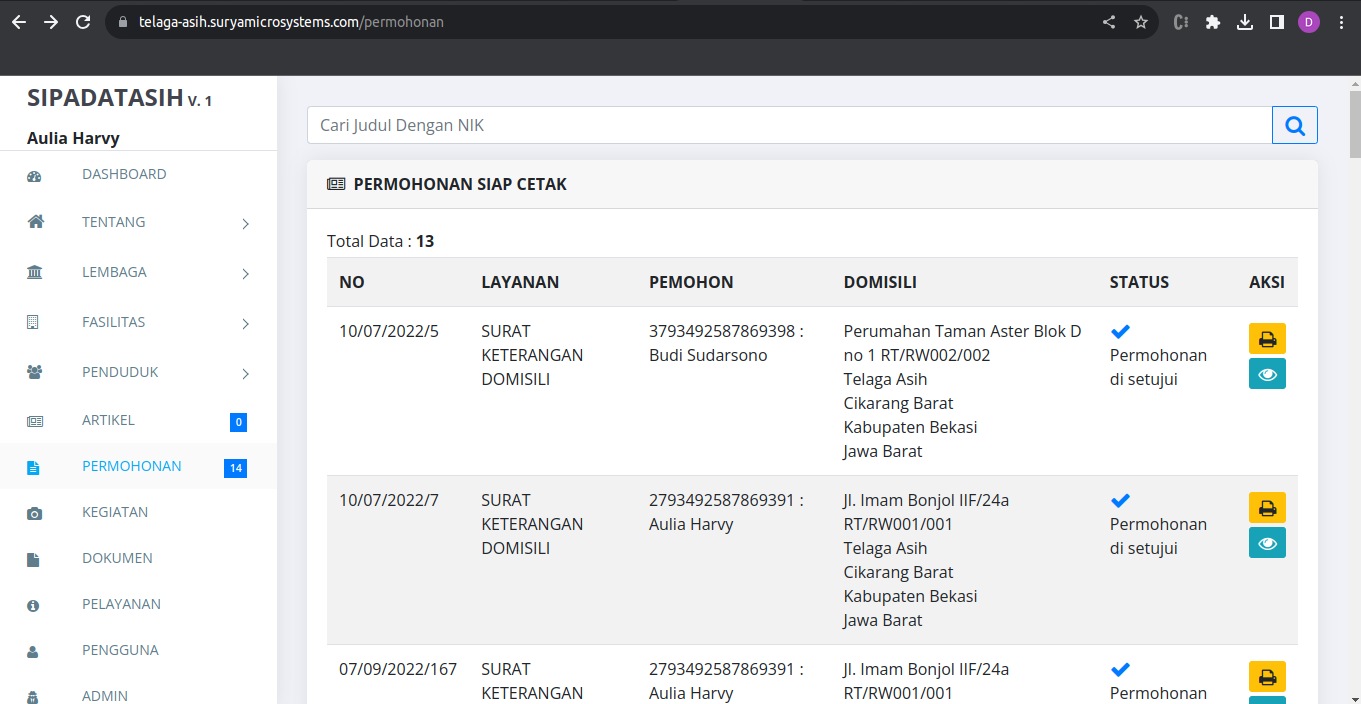 telaga-asih.suryamicrosystems.com/permohonan
D
SIPADATASIH V. 1
Aulia Harvy
DASHBOARD
TENTANG
LEMBAGA
FASILITAS
PENDUDUK
ARTIKEL 0
PERMOHONAN 14
KEGIATAN
DOKUMEN
PELAYANAN
PENGGUNA
ADMIN
Cari Judul Dengan NIK
PERMOHONAN SIAP CETAK
Total Data : 13
NO LAYANAN PEMOHON DOMISILI STATUS AKSI
10/07/2022/5
SURAT
KETERANGAN
DOMISILI
3793492587869398 :
Budi Sudarsono
Perumahan Taman Aster Blok D
no 1 RT/RW002/002
Telaga Asih
Cikarang Barat
Kabupaten Bekasi
Jawa Barat
Permohonan
di setujui
10/07/2022/7
SURAT
KETERANGAN
DOMISILI
2793492587869391 :
Aulia Harvy
Jl. Imam Bonjol IIF/24a
RT/RW001/001
Telaga Asih
Cikarang Barat
Kabupaten Bekasi
Jawa Barat
Permohonan
di setujui
07/09/2022/167
SURAT
KETERANGAN
2793492587869391 :
Aulia Harvy
Jl. Imam Bonjol IIF/24a
RT/RW001/001
Permohonan